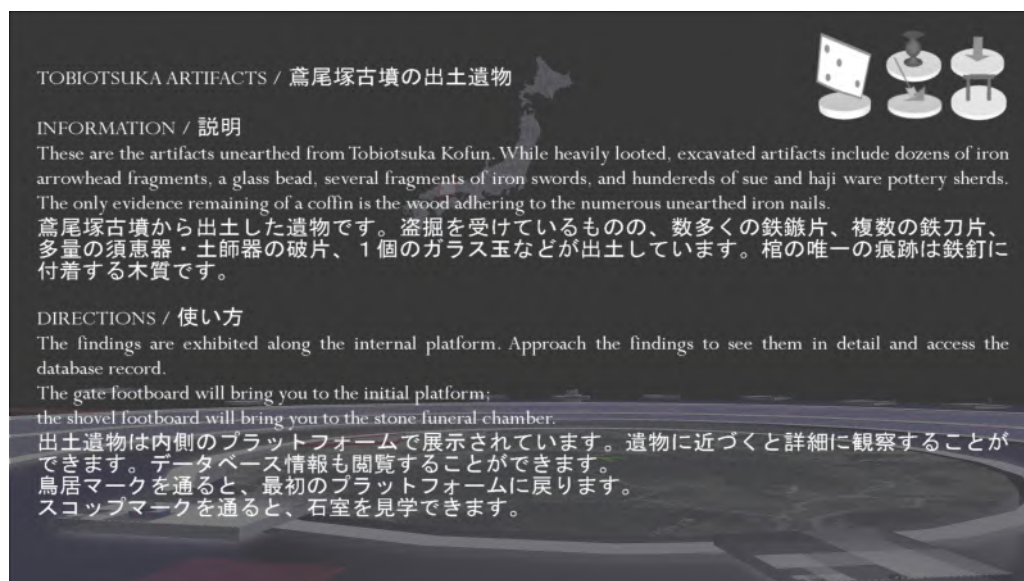 TOBIOTSUKA ARTIFACTS / 鳶尾塚古墳の出土遺物
INFORMATION / 説明
These are the artifacts unearthed from Tobiotsuka Kofun. While heavily looted, excavated artifacts include dozens of iron
arrowhead fragments, a glass bead, several fragments of iron swords, and hundereds of sue and haji ware pottery sherds.
The only evidence remaining of a coffin is the wood adhering to the numerous unearthed iron nails.
鳶尾塚古墳から出土した遺物です。盗掘を受けているものの、数多くの鉄鏃片、複数の鉄刀片、
多量の須恵器・土師器の破片、１個のガラス玉などが出土しています。棺の唯一の痕跡は鉄釘に
付着する木質です。
DIRECTIONS / 使い方
The findings are exhibited along the internal platform. Approach the findings to see them in detail and access the
database record.
The gate footboard will bring you to the initial platform;
the shovel footboard will bring you to the stone funeral chamber.
出土遺物は内側のプラットフォームで展示されています。遺物に近づくと詳細に観察することが
できます。データベース情報も閲覧することができます。
鳥居マークを通ると、最初のプラットフォームに戻ります。
スコップマークを通ると、石室を見学できます。